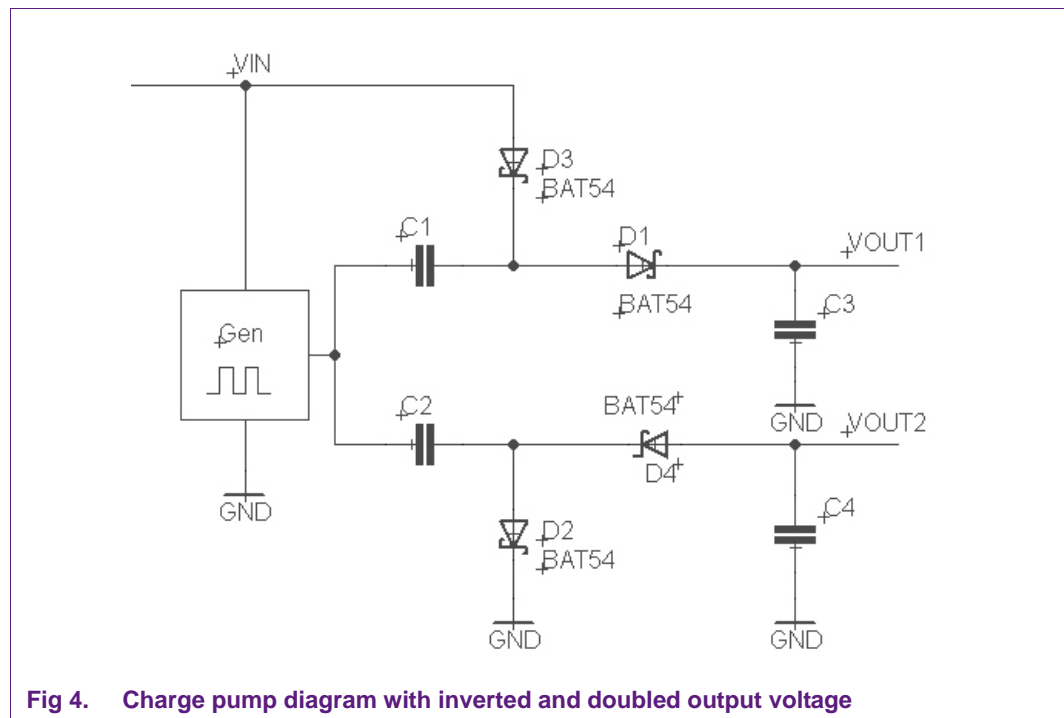 VIN
D3
BAT54
C1
D1
VOUT1
BAT54
C3
Gen
C2
BAT54
GND
VOUT2
D4
GND
D2
BAT54
C4
GND
GND
Fig 4. Charge pump diagram with inverted and doubled output voltage